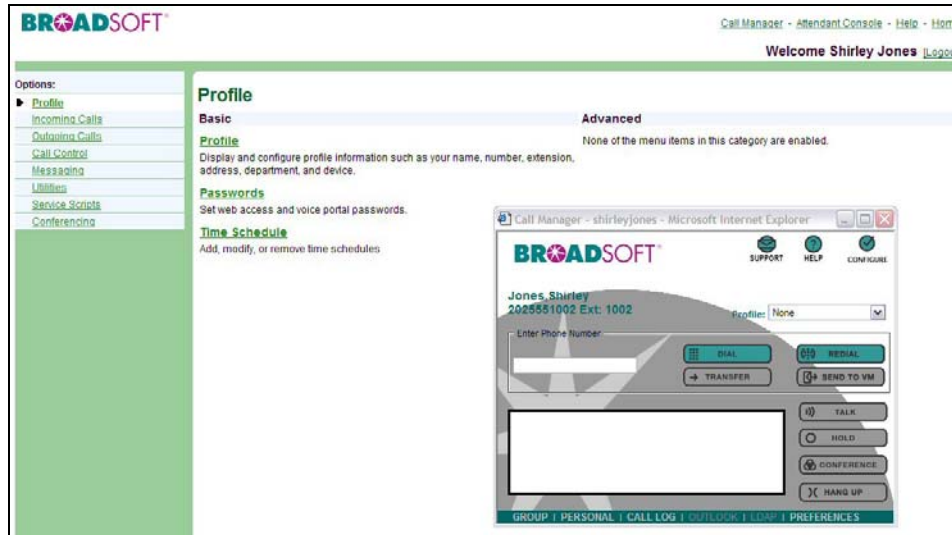 BROADSOFT
Call Manager - Attendant Console - Help - Hom
Welcome Shirley Jones [Logou
Options:
Profile
Incoming Calls
Outgoing Calls
Call Control
Messaging
Utilities
Service Scripts
Conferencing
Profile
Basic
Advanced
Profile
Display and configure profile information such as your name, number, extension,
address, department, and device.
None of the menu items in this category are enabled.
Passwords
Set web access and voice portal passwords.
Time Schedule
Add, modify, or remove time schedules
Call Manager - shirleyjones - Microsoft Internet Explorer
BROADSOFT
SUPPORT
HELP
CONFIGURE
Jones,Shirley
2025551002 Ext: 1002
Profile: None
Enter Phone Number
DIAL
REDIAL
TRANSFER
SEND TO VM
TALK
HOLD
CONFERENCE
HANG UP
GROUP | PERSONAL | CALL LOG | OUTLOOK | LDAP | PREFERENCES